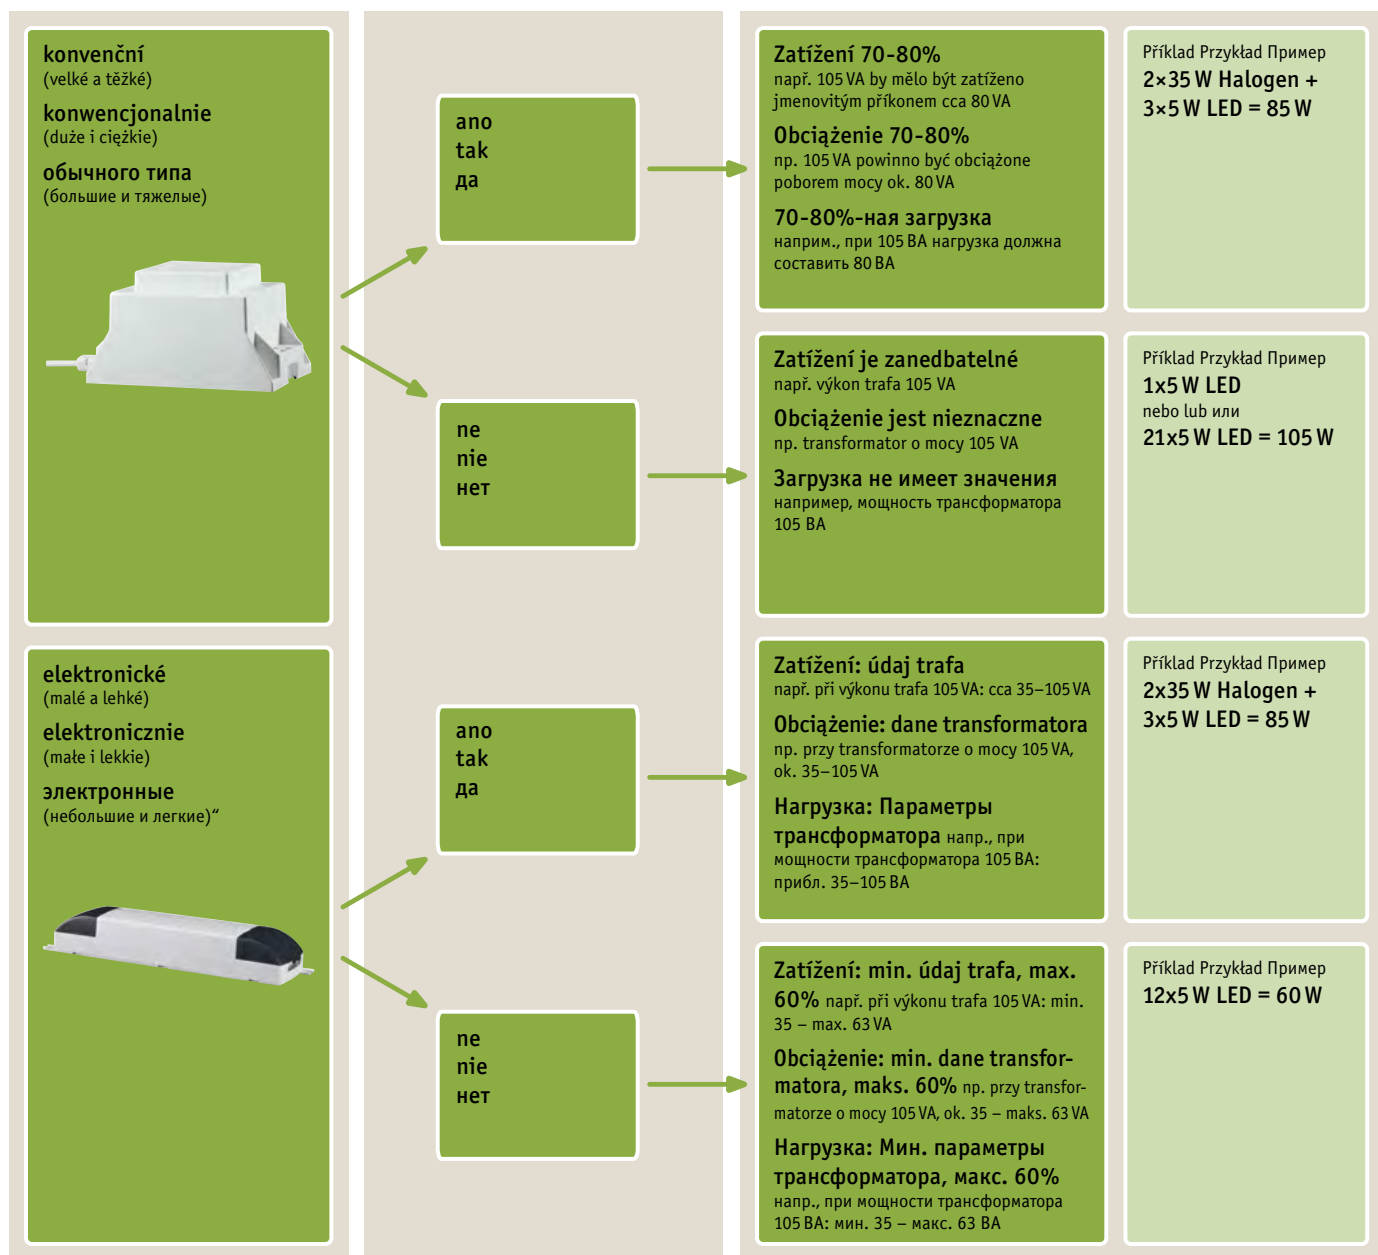 konvenční
(velké a těžké)
konwencjonalnie
(duże i ciężkie)
обычного типа
(большие и тяжелые)
ano
tak
да
Zatížení 70-80%
např. 105 VA by mělo být zatíženo
jmenovitým příkonem cca 80 VA
Obciążenie 70-80%
np. 105 VA powinno być obciążone
poborem mocy ok. 80 VA
70-80%-ная загрузка
наприм., при 105 ВА нагрузка должна
составить 80 ВА
Příklad Przykład Пример
2×35 W Halogen +
3×5 W LED = 85 W
ne
nie
нет
Zatížení je zanedbatelné
např. výkon trafa 105 VA
Obciążenie jest nieznaczne
np. transformator o mocy 105 VA
Загрузка не имеет значения
например, мощность трансформатора
105 ВА
Příklad Przykład Пример
1x5 W LED
nebo lub или
21x5 W LED = 105 W
elektronické
(malé a lehké)
elektronicznie
(małe i lekkie)
электронные
(небольшие и легкие)“
ano
tak
да
Zatížení: údaj trafa
např. při výkonu trafa 105 VA: cca 35–105 VA
Obciążenie: dane transformatora
np. przy transformatorze o mocy 105 VA,
ok. 35–105 VA
Нагрузка: Параметры
трансформатора напр., при
мощности трансформатора 105 ВА:
прибл. 35–105 ВА
Příklad Przykład Пример
2x35 W Halogen +
3x5 W LED = 85 W
ne
nie
нет
Zatížení: min. údaj trafa, max.
60% např. při výkonu trafa 105 VA: min.
35 – max. 63 VA
Obciążenie: min. dane transfor-
matora, maks. 60% np. przy transfor-
matorze o mocy 105 VA, ok. 35 – maks. 63 VA
Нагрузка: Мин. параметры
трансформатора, макс. 60%
напр., при мощности трансформатора
105 ВА: мин. 35 – макс. 63 ВА
Příklad Przykład Пример
12x5 W LED = 60 W